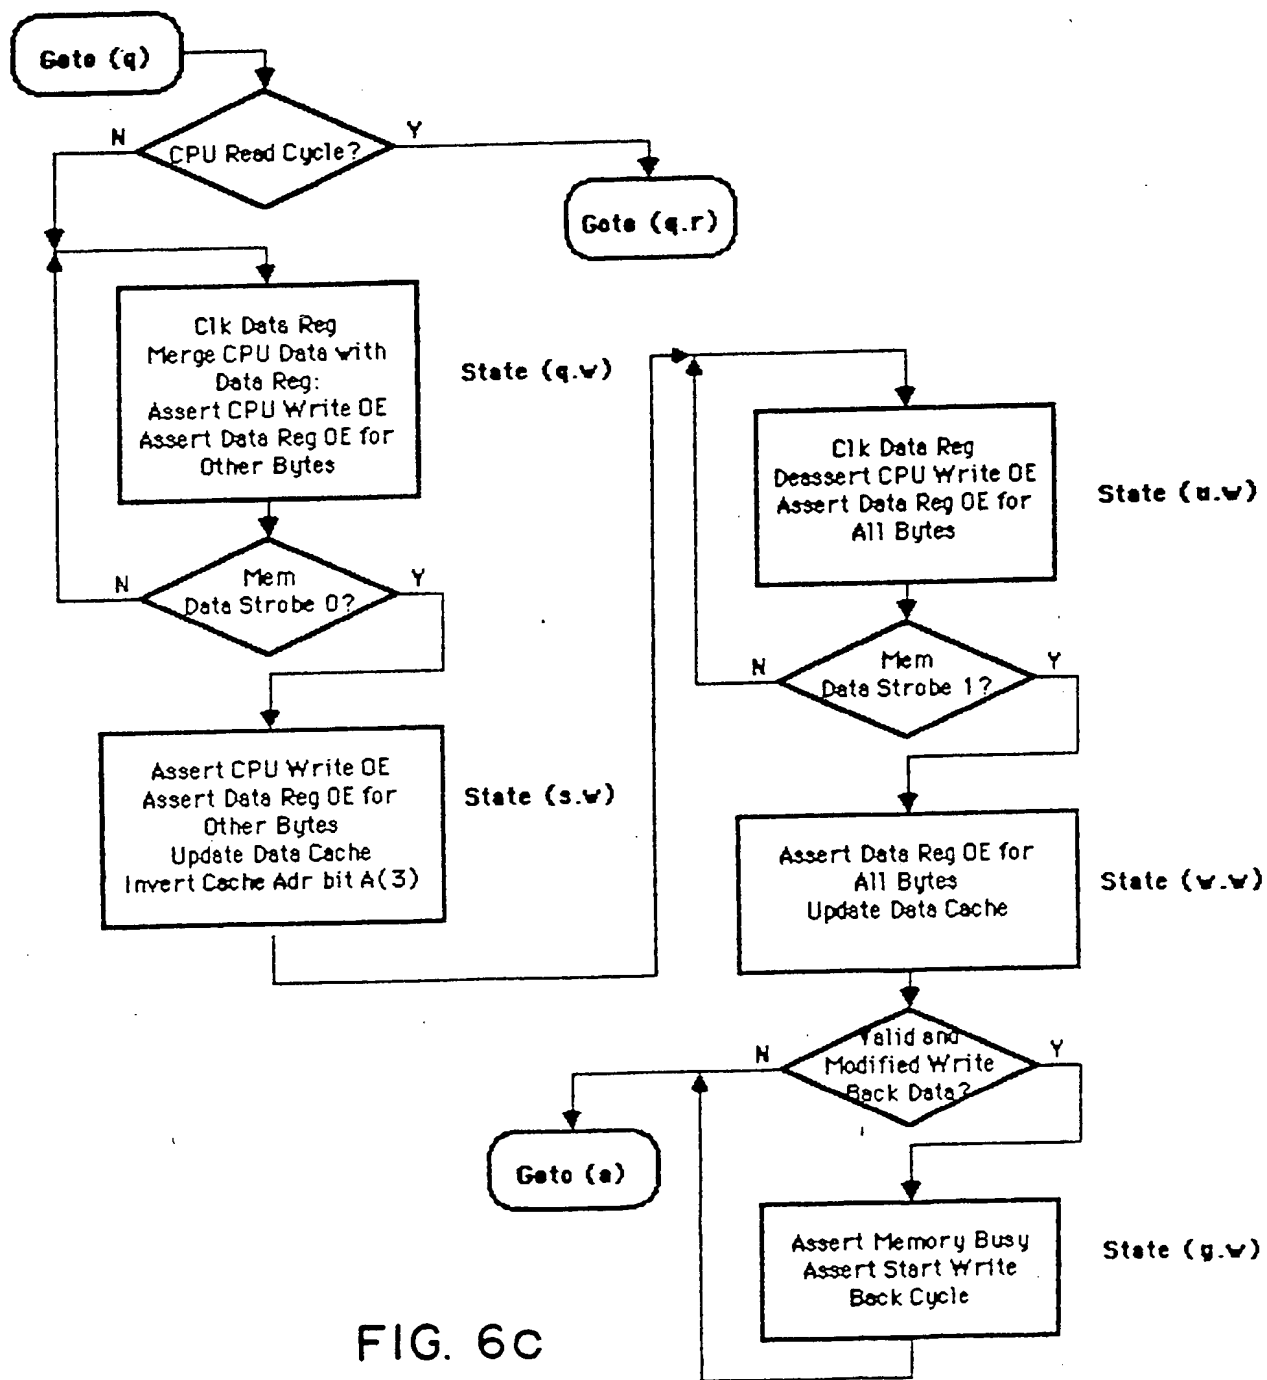 Goto (q)
CPU Read Cycle?
N
Y
Goto (q.r)
Clk Data Reg
Merge CPU Data with
Data Reg:
Assert CPU Write OE
Assert Data Reg OE for
Other Bytes
State (q.w)
Mem
Data Strobe 0?
N
Y
Assert CPU Write OE
Assert Data Reg OE for
Other Bytes
Update Data Cache
Invert Cache Adr bit A(3)
State (s.w)
Clk Data Reg
Deassert CPU Write OE
Assert Data Reg OE for
All Bytes
State (u.w)
Mem
Data Strobe 1?
N
Y
Assert Data Reg OE for
All Bytes
Update Data Cache
State (w.w)
Valid and
Modified Write
Back Data?
N
Y
Goto (a)
Assert Memory Busy
Assert Start Write
Back Cycle
State (y.w)
FIG. 6C